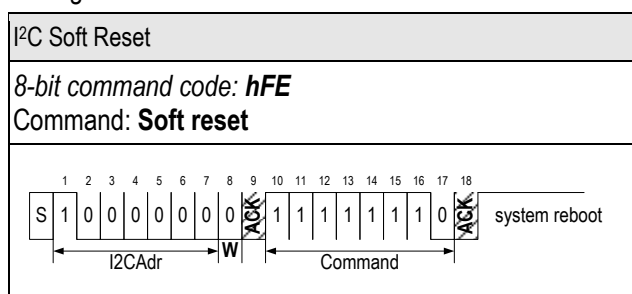 I²C Soft Reset
8-bit command code: hFE
Command: Soft reset
1 2 3 4 5 6 7 8 9 10 11 12 13 14 15 16 17 18
S 1 0 0 0 0 0 0 0 ACK 1 1 1 1 1 1 1 0 ACK system reboot
I2CAdr W Command